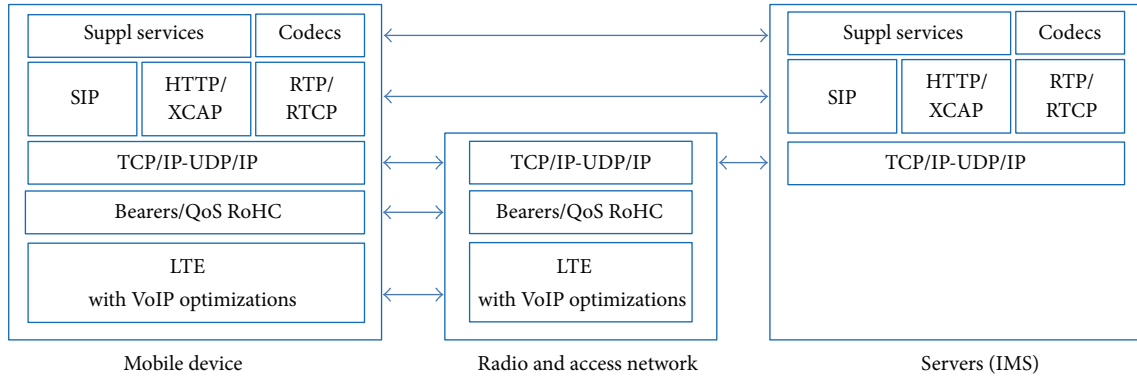 Suppl services
Codecs
SIP
HTTP/
XCAP
RTP/
RTCP
TCP/IP-UDP/IP
Bearers/QoS RoHC
LTE
with VoIP optimizations
Mobile device
TCP/IP-UDP/IP
Bearers/QoS RoHC
LTE
with VoIP optimizations
Radio and access network
Suppl services
Codecs
SIP
HTTP/
XCAP
RTP/
RTCP
TCP/IP-UDP/IP
Servers (IMS)